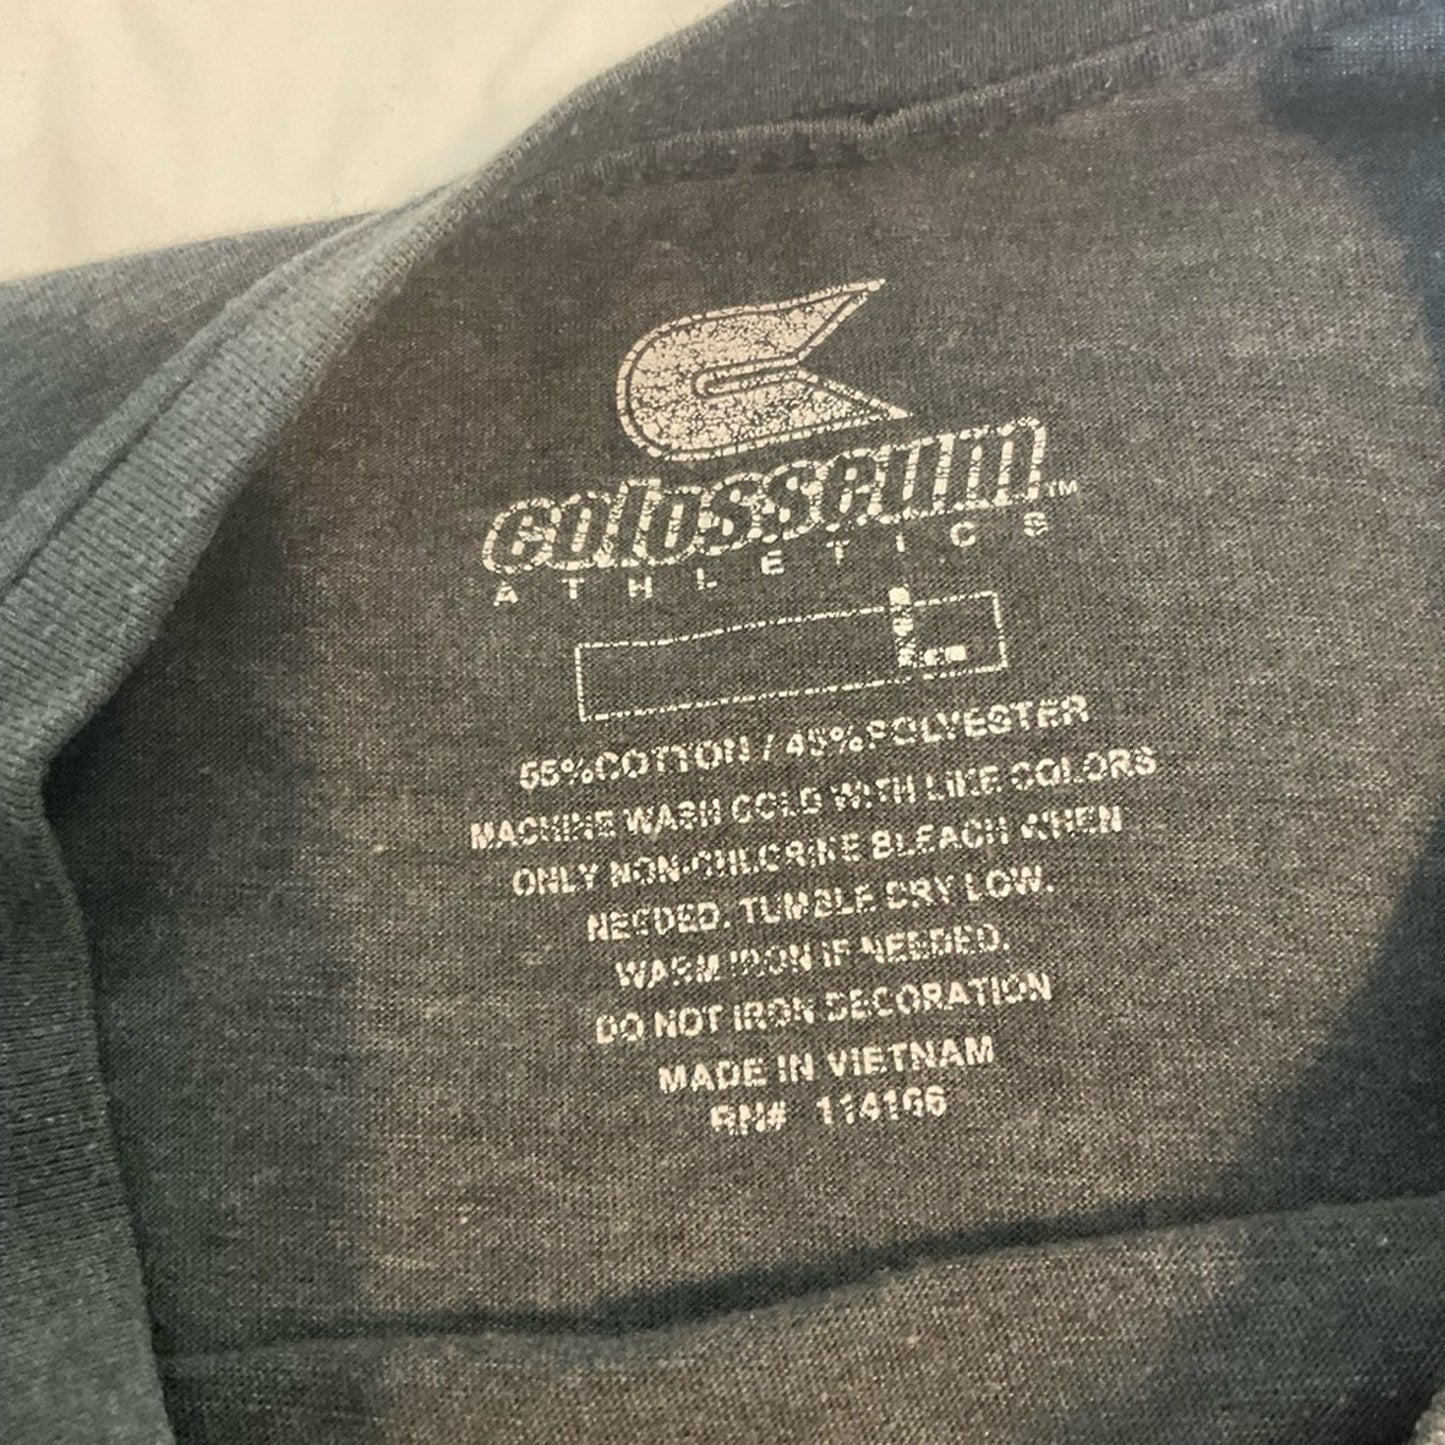 colosseum™
ATHLETICS
L
55%COTTON / 45%POLYESTER
MACHINE WASH COLD WITH LIKE COLORS
ONLY NON-CHLORINE BLEACH WHEN
NEEDED. TUMBLE DRY LOW.
WARM IRON IF NEEDED.
DO NOT IRON DECORATION
MADE IN VIETNAM
RN# 114166